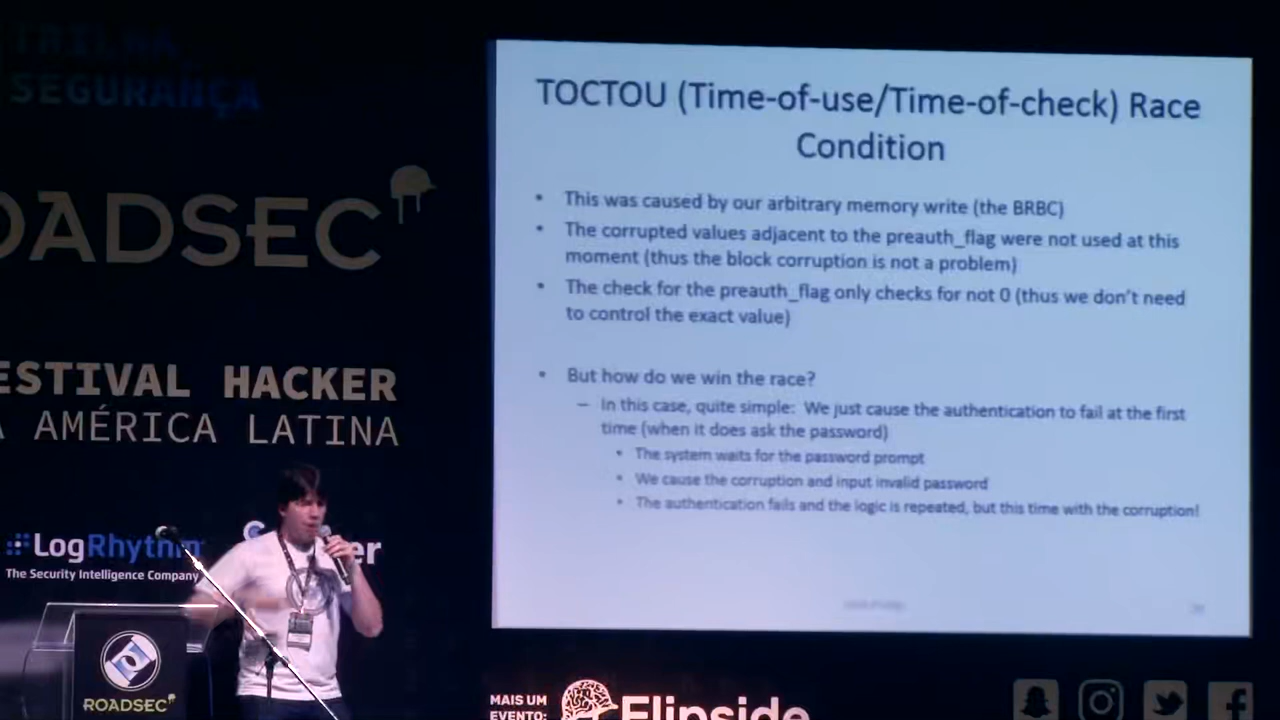 TRILHA
SEGURANÇA
OADSEC
ESTIVAL HACKER
A AMÉRICA LATINA
LogRhythm
The Security Intelligence Company
er
ROADSEC
TOCTOU (Time-of-use/Time-of-check) Race
Condition
• This was caused by our arbitrary memory write (the BRBC)
• The corrupted values adjacent to the preauth_flag were not used at this
moment (thus the block corruption is not a problem)
• The check for the preauth_flag only checks for not 0 (thus we don't need
to control the exact value)
• But how do we win the race?
– In this case, quite simple: We just cause the authentication to fail at the first
time (when it does ask the password)
• The system waits for the password prompt
• We cause the corruption and input invalid password
• The authentication fails and the logic is repeated, but this time with the corruption!
MAIS UM
EVENTO:
Flipside